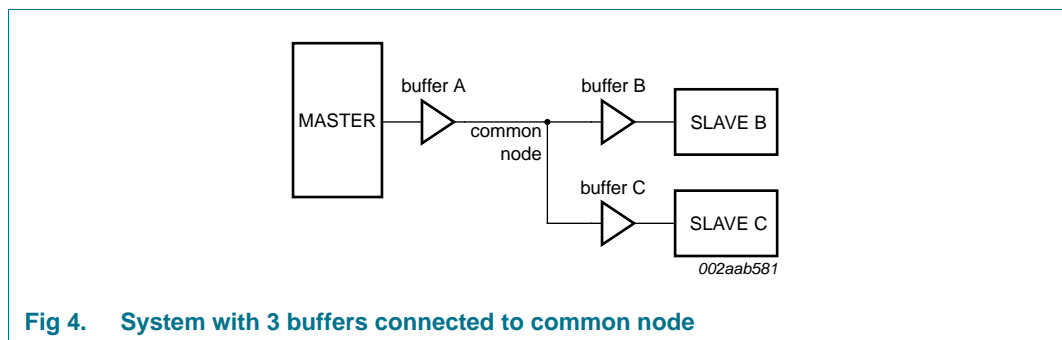 buffer A
buffer B
MASTER
common
node
SLAVE B
buffer C
SLAVE C
002aab581
Fig 4. System with 3 buffers connected to common node